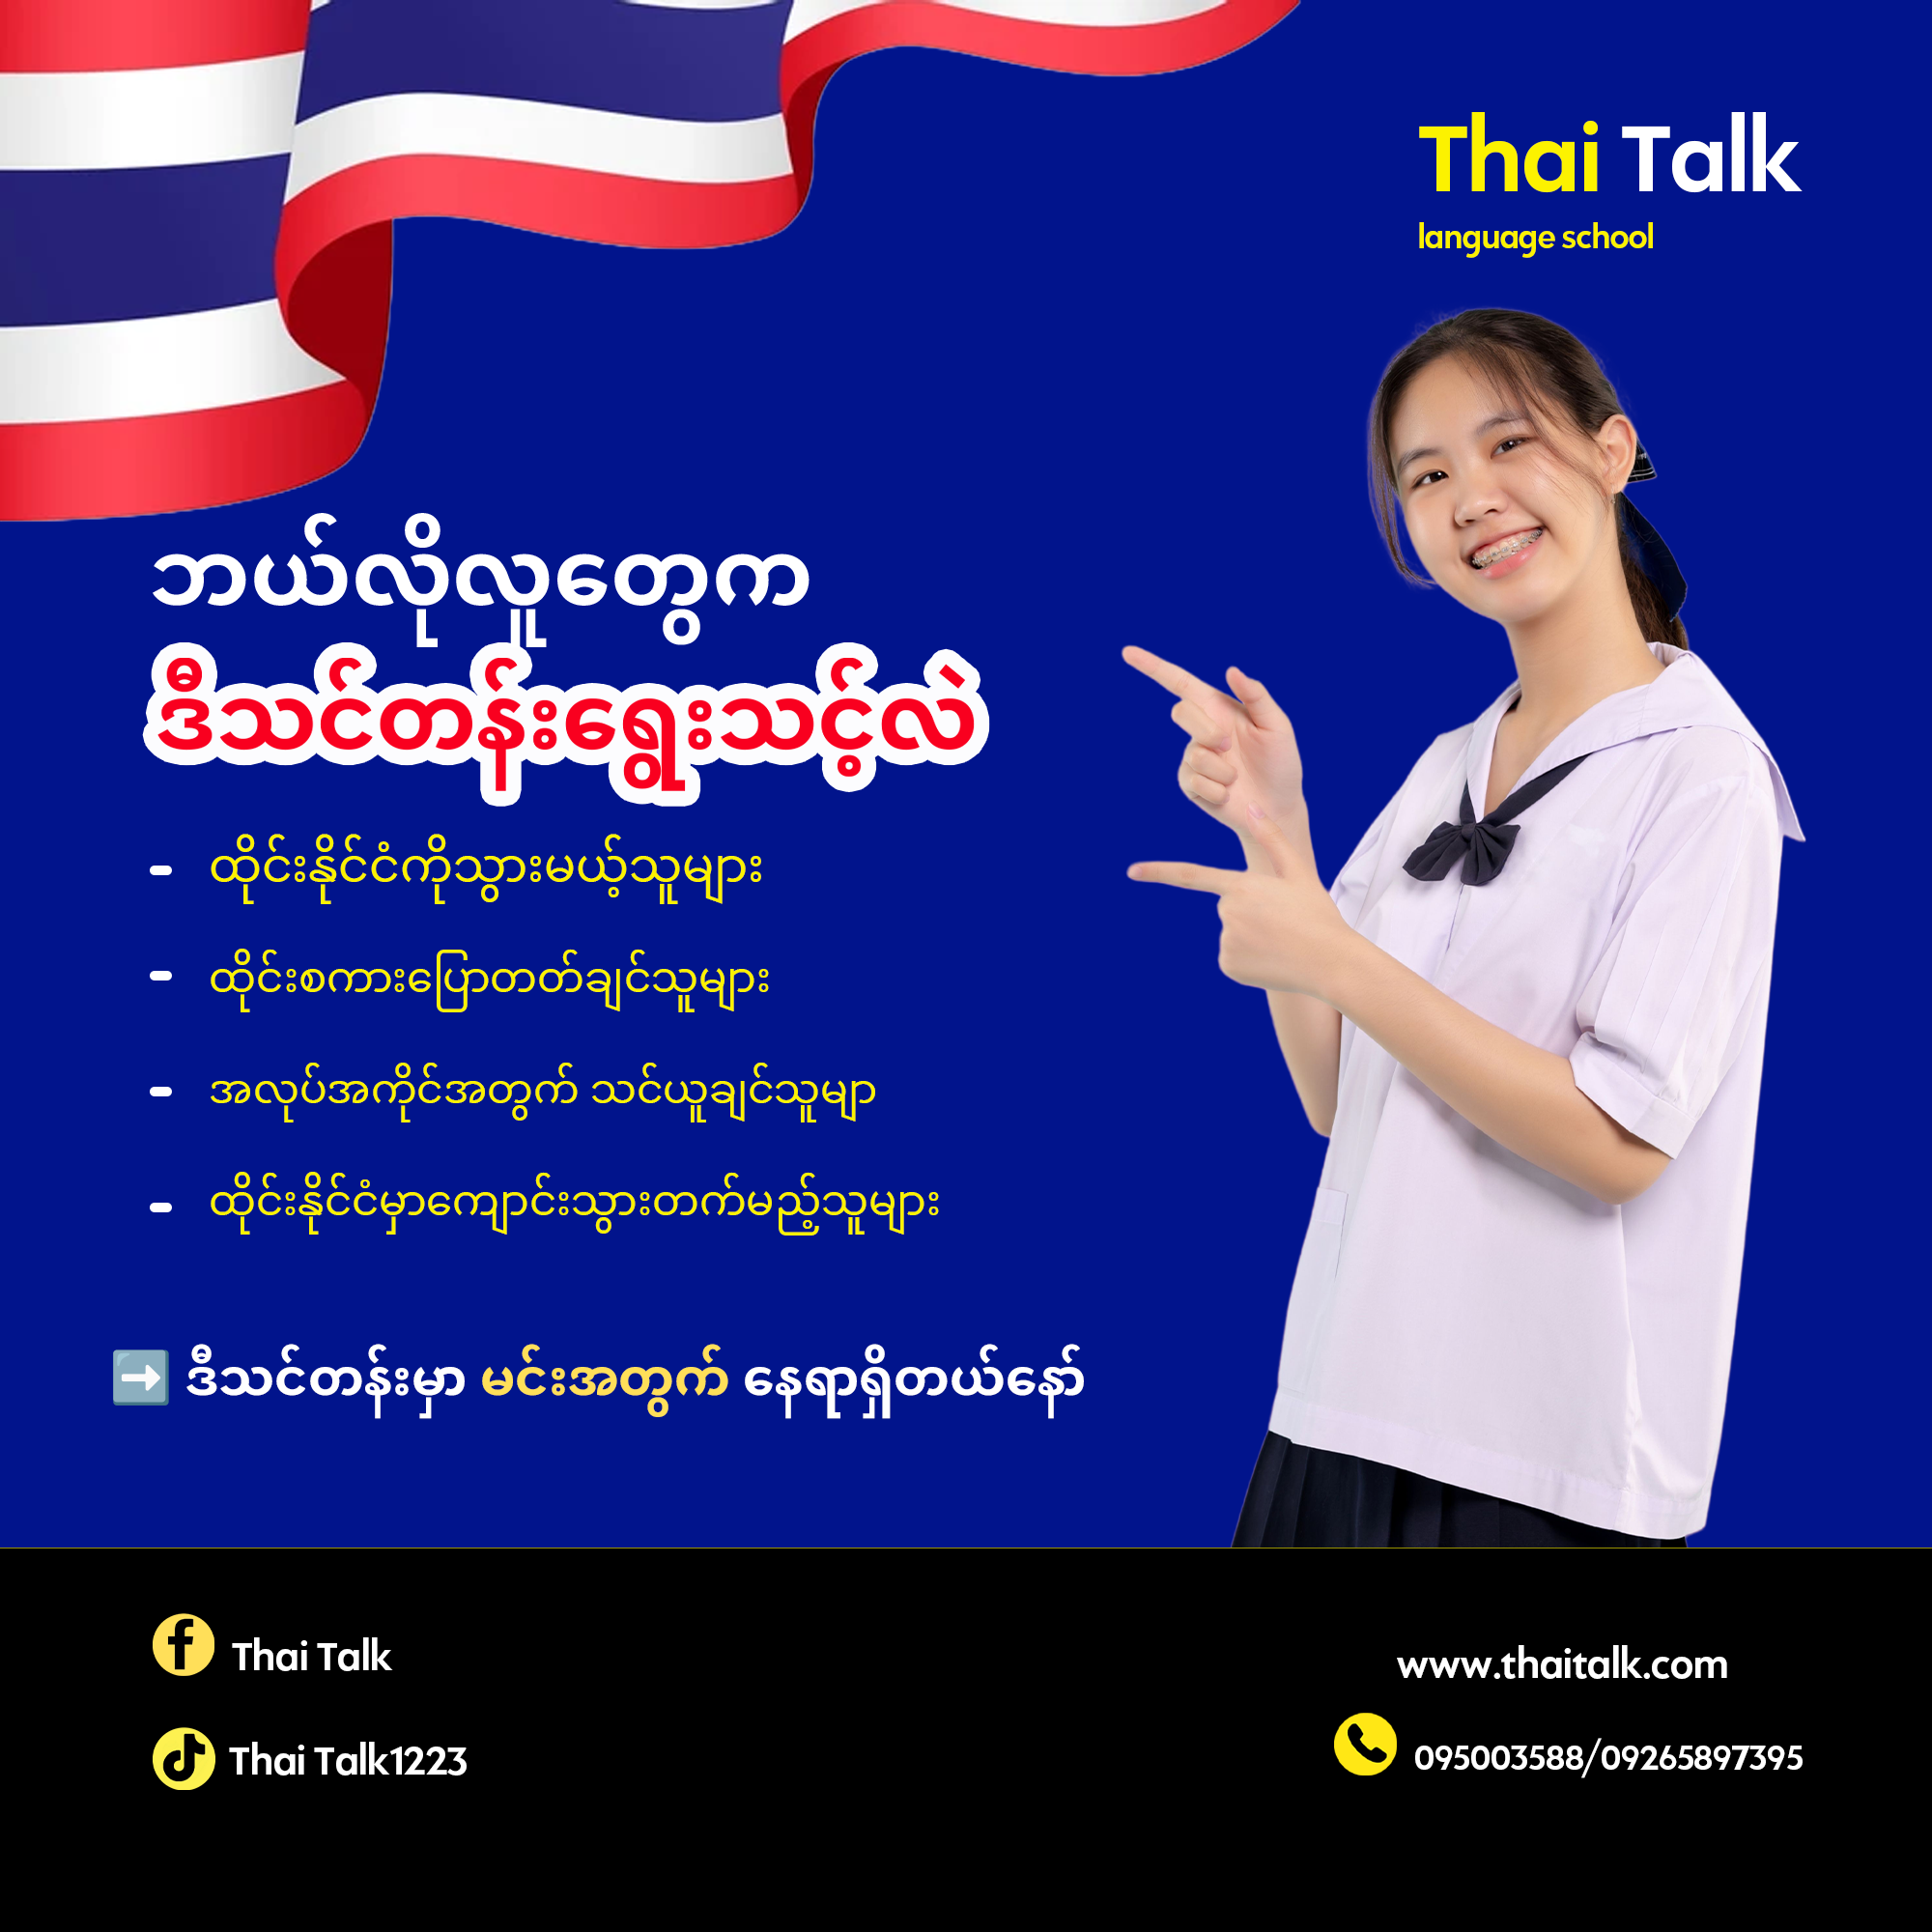 Thai Talk
language school
ဘယ်လိုလူတွေက
ဒီသင်တန်းရွေးသင့်လဲ
- ထိုင်းနိုင်ငံကိုသွားမယ့်သူများ
- ထိုင်းစကားပြောတတ်ချင်သူများ
- အလုပ်အကိုင်အတွက် သင်ယူချင်သူမျာ
- ထိုင်းနိုင်ငံမှာကျောင်းသွားတက်မည့်သူများ
➡️ ဒီသင်တန်းမှာ မင်းအတွက် နေရာရှိတယ်နော်
Thai Talk
Thai Talk1223
www.thaitalk.com
095003588/09265897395